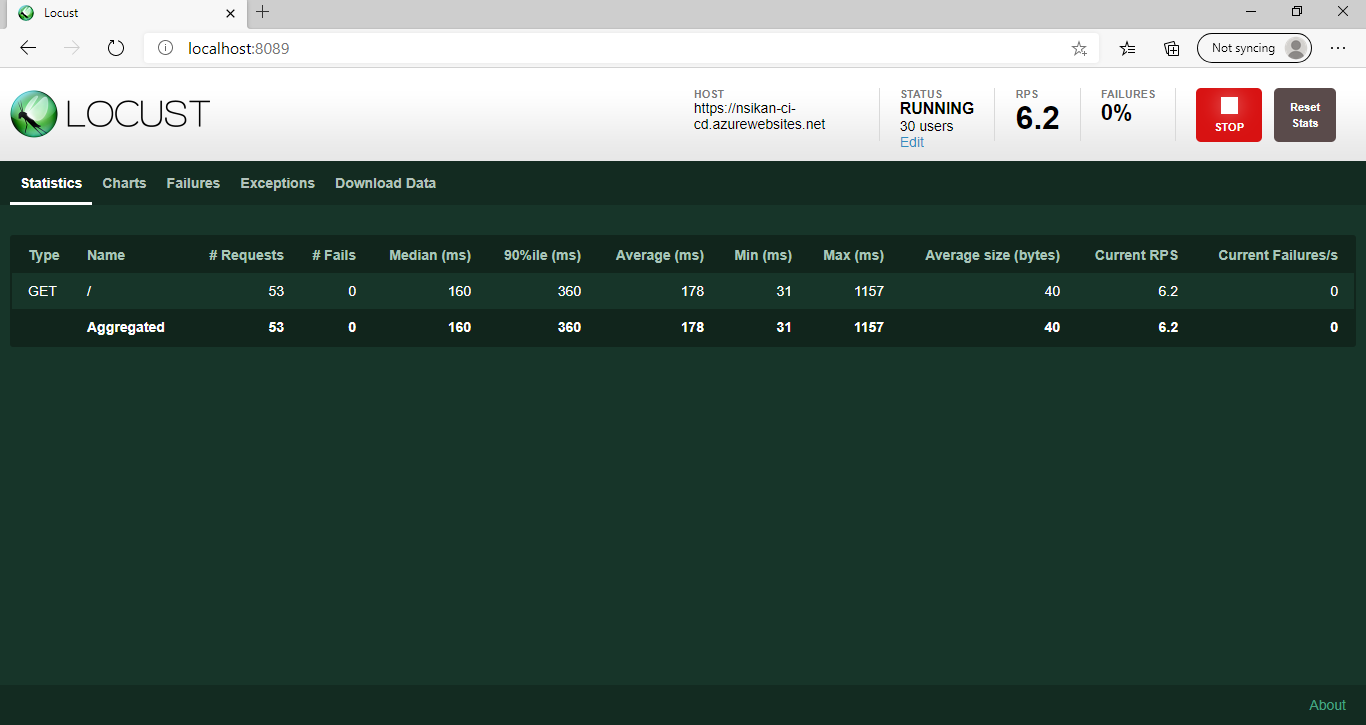 Locust
localhost:8089
Not syncing
LOCUST
HOST
https://nsikan-ci-
cd.azurewebsites.net
STATUS
RUNNING
30 users
Edit
RPS
6.2
FAILURES
0%
STOP
Reset
Stats
Statistics Charts Failures Exceptions Download Data
Type Name # Requests # Fails Median (ms) 90%ile (ms) Average (ms) Min (ms) Max (ms) Average size (bytes) Current RPS Current Failures/s
GET / 53 0 160 360 178 31 1157 40 6.2 0
Aggregated 53 0 160 360 178 31 1157 40 6.2 0
About